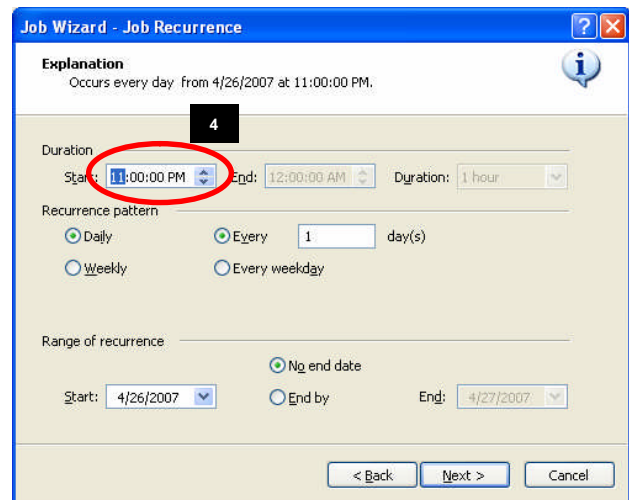 Job Wizard - Job Recurrence
Explanation
Occurs every day from 4/26/2007 at 11:00:00 PM.
4
Duration
Start: 11:00:00 PM End: 12:00:00 AM Duration: 1 hour
Recurrence pattern
Daily Every 1 day(s)
Weekly Every weekday
Range of recurrence
No end date
Start: 4/26/2007 End by End: 4/27/2007
< Back Next > Cancel